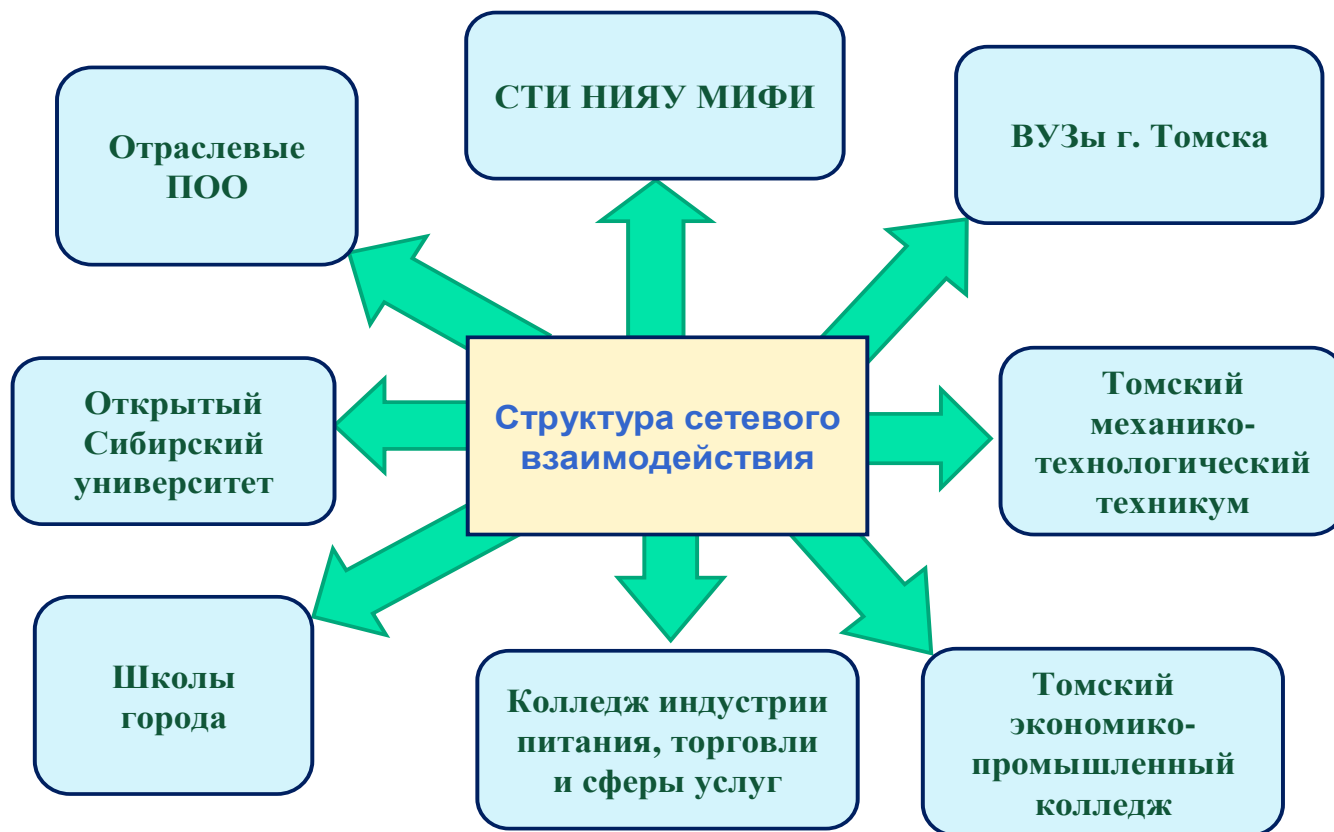 СТИ НИЯУ МИФИ
Отраслевые
ПОО
ВУЗы г. Томска
Структура сетевого
взаимодействия
Открытый
Сибирский
университет
Томский
механико-
технологический
техникум
Школы
города
Колледж индустрии
питания, торговли
и сферы услуг
Томский
экономико-
промышленный
колледж